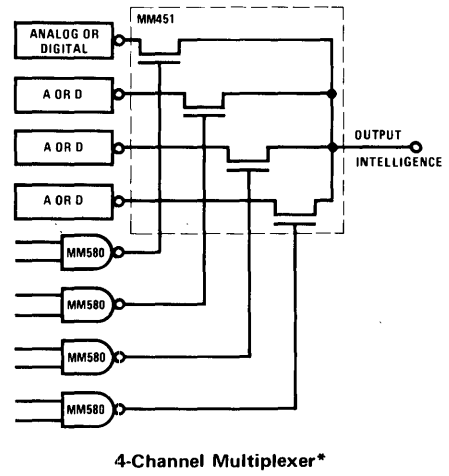 MM451
ANALOG OR
DIGITAL
A OR D
A OR D
A OR D
OUTPUT
INTELLIGENCE
MM580
MM580
MM580
MM580
4-Channel Multiplexer*